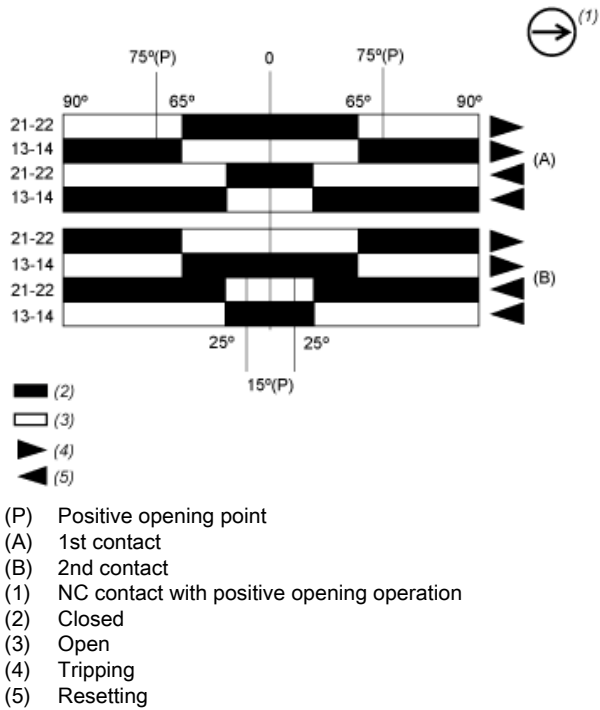 (1)
75º(P) 0 75º(P)
90º 65º 65º 90º
21-22
13-14
(A)
21-22
13-14
21-22
13-14
(B)
21-22
13-14
25º 25º
15º(P)
(2)
(3)
(4)
(5)
(P) Positive opening point
(A) 1st contact
(B) 2nd contact
(1) NC contact with positive opening operation
(2) Closed
(3) Open
(4) Tripping
(5) Resetting